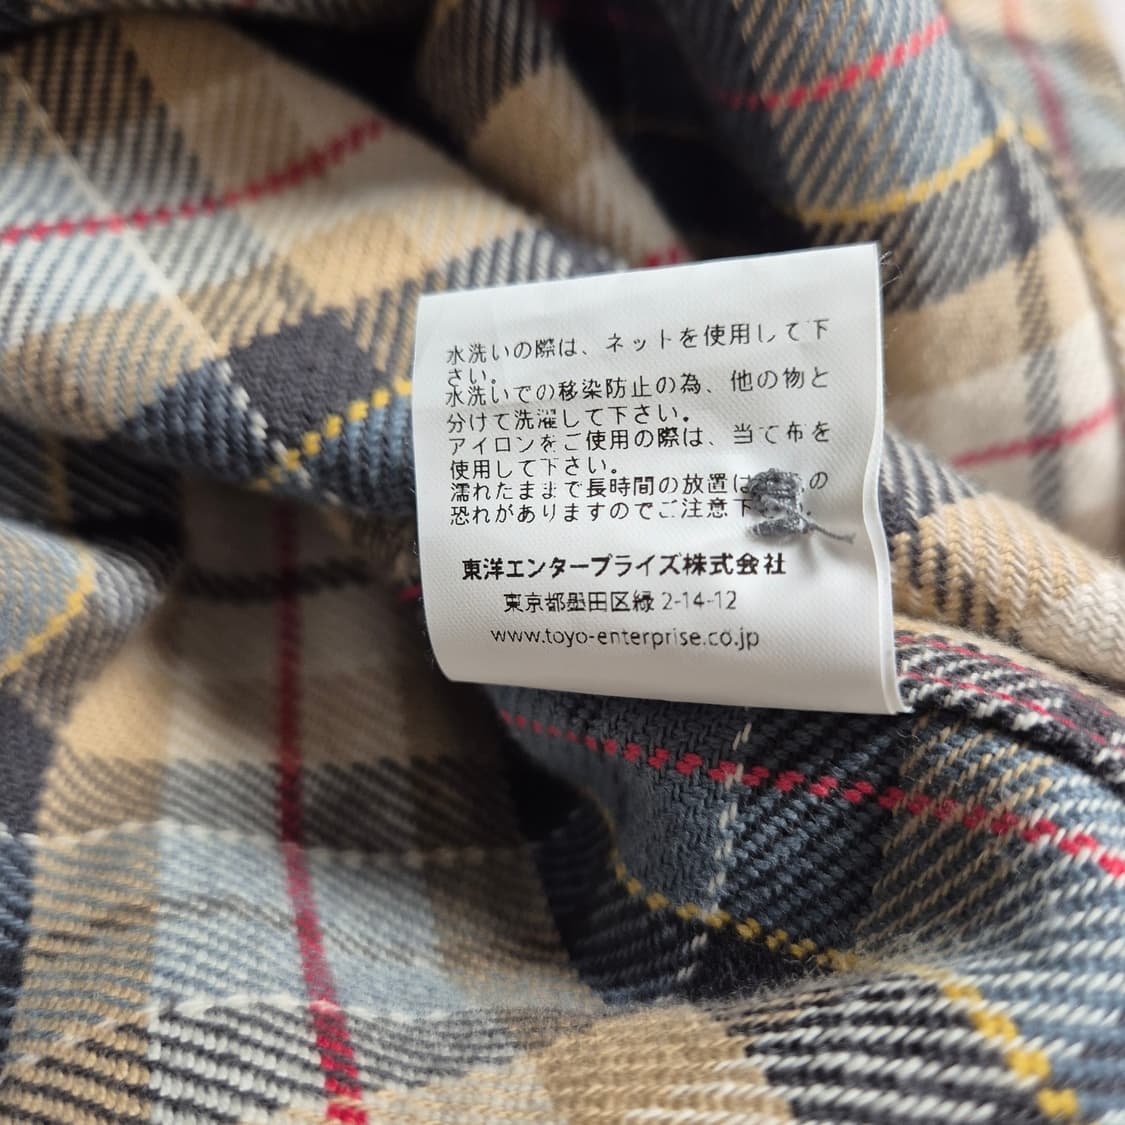 水洗いの際は、ネットを使用して下
さい。
水洗いでの移染防止の為、他の物と
分けて洗濯して下さい。
アイロンをご使用の際は、当て布を
使用して下さい。
濡れたままで長時間の放置は の
恐れがありますのでご注意下
東洋エンタープライズ株式会社
東京都墨田区緑 2-14-12
www.toyo-enterprise.co.jp